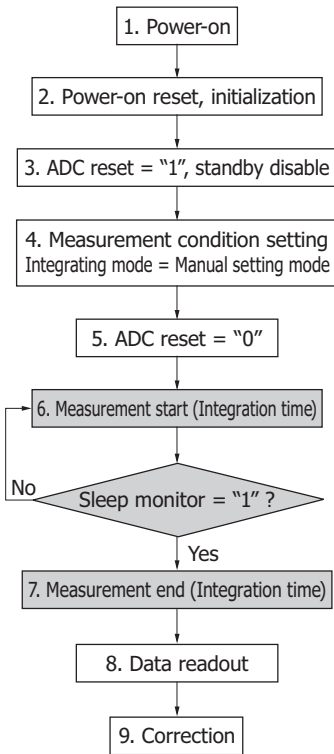 1. Power-on
2. Power-on reset, initialization
3. ADC reset = “1”, standby disable
4. Measurement condition setting
Integrating mode = Manual setting mode
5. ADC reset = “0”
6. Measurement start (Integration time)
No
Sleep monitor = “1” ?
Yes
7. Measurement end (Integration time)
8. Data readout
9. Correction